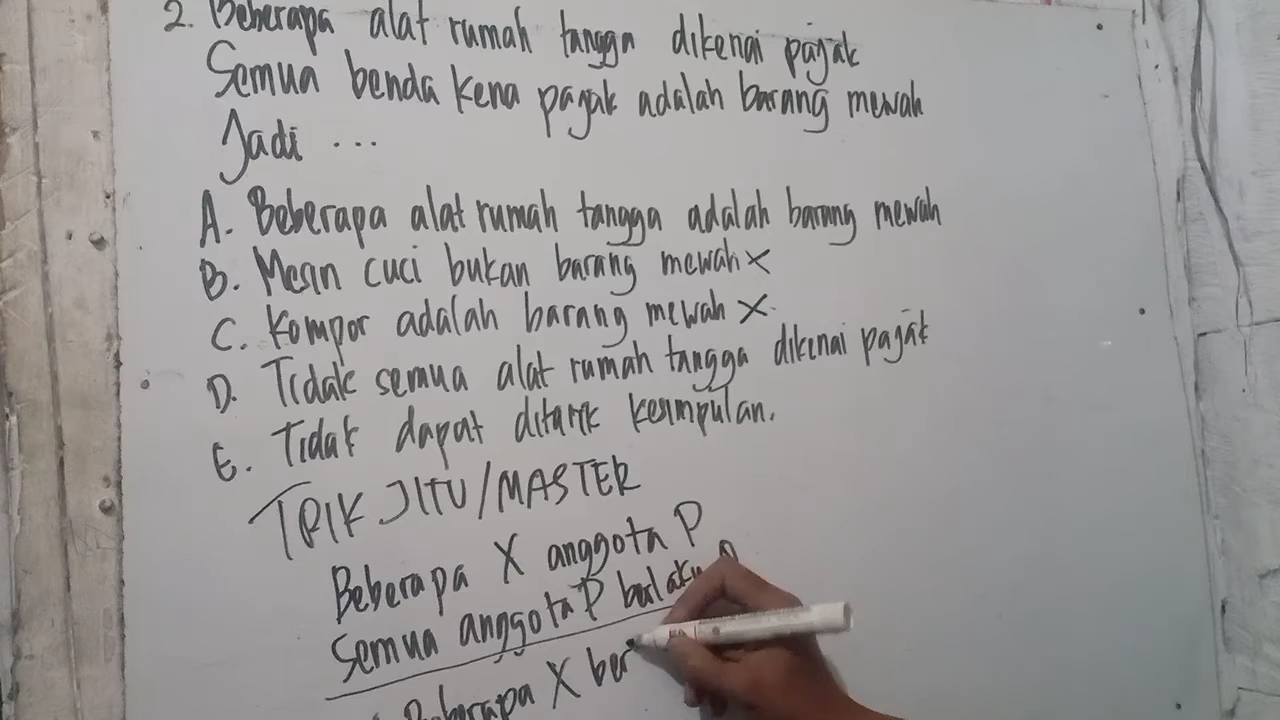 2. Beberapa alat rumah tangga dikenai pajak
Semua benda kena pajak adalah barang mewah
Jadi ...
A. Beberapa alat rumah tangga adalah barang mewah
B. Mesin cuci bukan barang mewah X
C. Kompor adalah barang mewah X
D. Tidak semua alat rumah tangga dikenai pajak
E. Tidak dapat ditarik kesimpulan.
TRIK JITU/MASTER
Beberapa X anggota P
Semua anggota P berlaku
Beberapa X ber